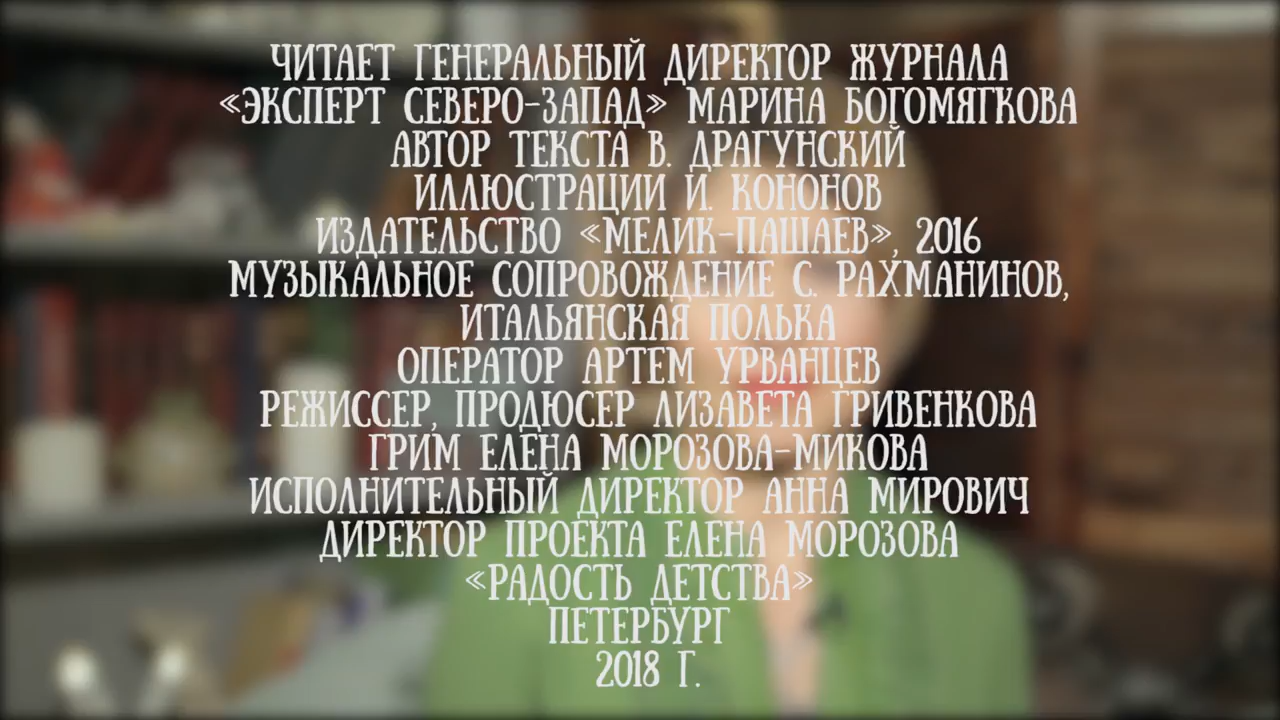 ЧИТАЕТ ГЕНЕРАЛЬНЫЙ ДИРЕКТОР ЖУРНАЛА
«ЭКСПЕРТ СЕВЕРО-ЗАПАД» МАРИНА БОГОМЯГКОВА
АВТОР ТЕКСТА В. ДРАГУНСКИЙ
ИЛЛЮСТРАЦИИ И. КОНОНОВ
ИЗДАТЕЛЬСТВО «МЕЛИК-ПАШАЕВ», 2016
МУЗЫКАЛЬНОЕ СОПРОВОЖДЕНИЕ С. РАХМАНИНОВ,
ИТАЛЬЯНСКАЯ ПОЛЬКА
ОПЕРАТОР АРТЕМ УРВАНЦЕВ
РЕЖИССЕР, ПРОДЮСЕР ЛИЗАВЕТА ГРИВЕНКОВА
ГРИМ ЕЛЕНА МОРОЗОВА-МИКОВА
ИСПОЛНИТЕЛЬНЫЙ ДИРЕКТОР АННА МИРОВИЧ
ДИРЕКТОР ПРОЕКТА ЕЛЕНА МОРОЗОВА
«РАДОСТЬ ДЕТСТВА»
ПЕТЕРБУРГ
2018 Г.